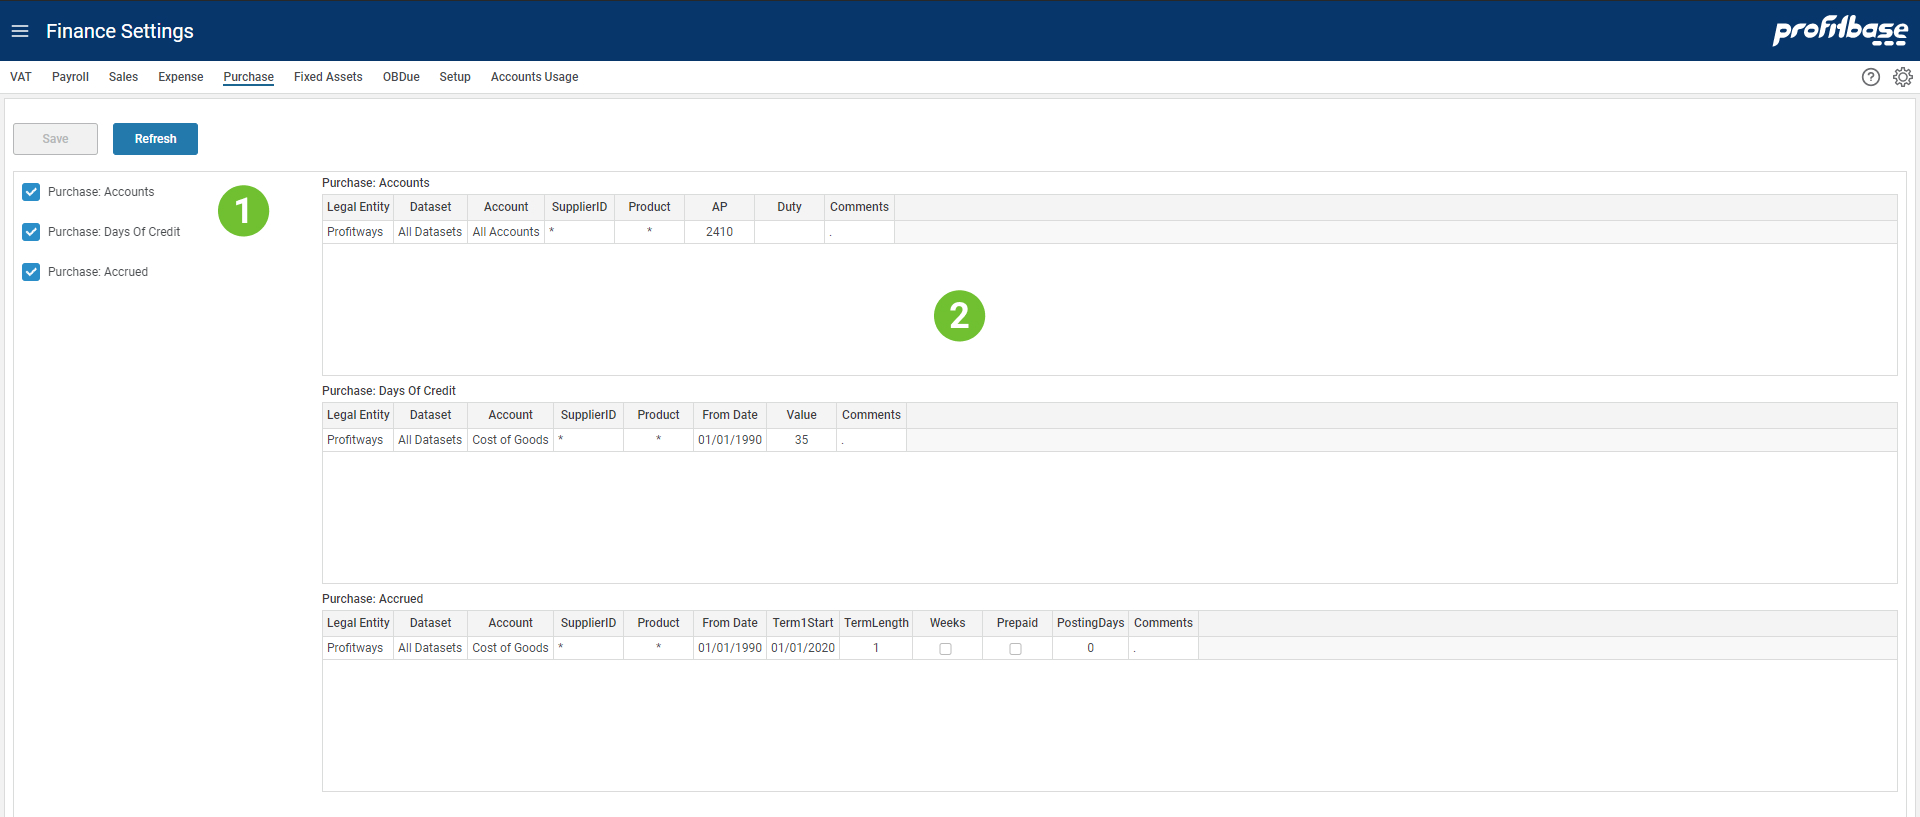 Finance Settings
profitbase
VAT Payroll Sales Expense Purchase Fixed Assets OBDue Setup Accounts Usage
?
Save Refresh
Purchase: Accounts
Purchase: Days Of Credit
Purchase: Accrued
1
Purchase: Accounts
Legal Entity Dataset Account SupplierID Product AP Duty Comments
Profitways All Datasets All Accounts * * 2410 .
2
Purchase: Days Of Credit
Legal Entity Dataset Account SupplierID Product From Date Value Comments
Profitways All Datasets Cost of Goods * * 01/01/1990 35 .
Purchase: Accrued
Legal Entity Dataset Account SupplierID Product From Date Term1Start TermLength Weeks Prepaid PostingDays Comments
Profitways All Datasets Cost of Goods * * 01/01/1990 01/01/2020 1 0 .